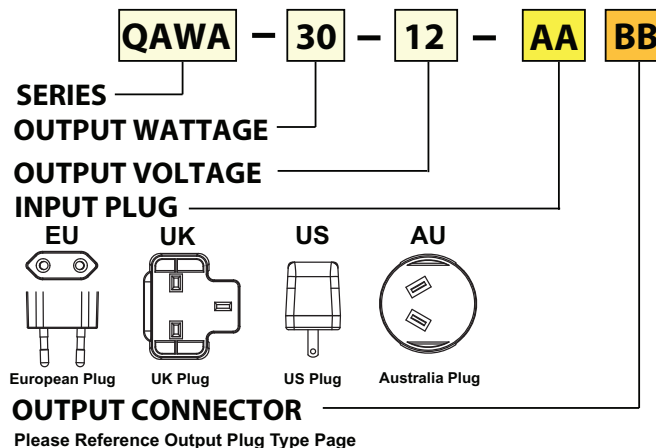 QAWA – 30 – 12 – AA BB
SERIES
OUTPUT WATTAGE
OUTPUT VOLTAGE
INPUT PLUG
EU UK US AU
European Plug UK Plug US Plug Australia Plug
OUTPUT CONNECTOR
Please Reference Output Plug Type Page